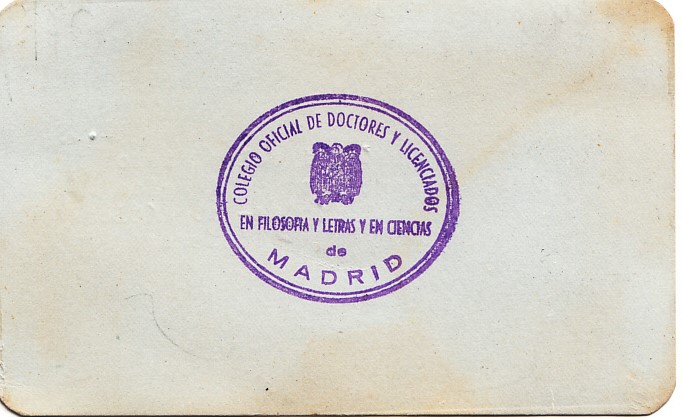 COLEGIO OFICIAL DE DOCTORES Y LICENCIADOS
EN FILOSOFIA Y LETRAS Y EN CIENCIAS
de
MADRID